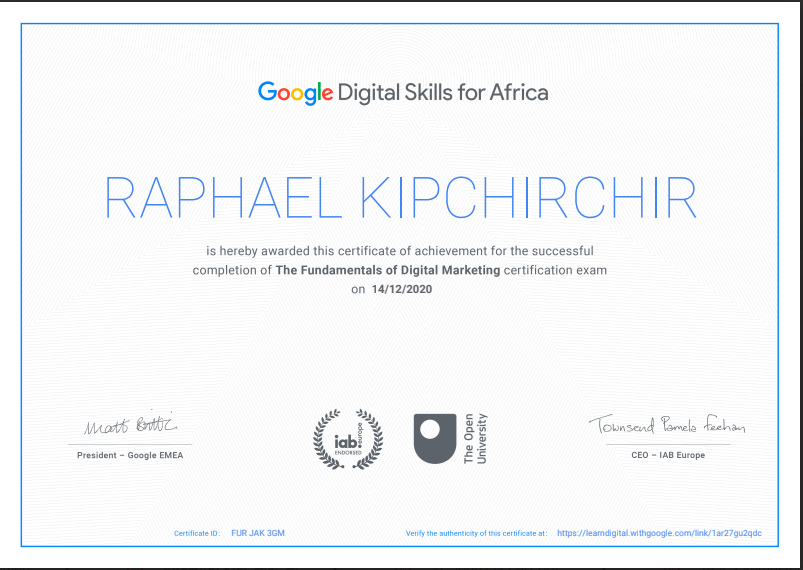 Google Digital Skills for Africa
RAPHAEL KIPCHIRCHIR
is hereby awarded this certificate of achievement for the successful
completion of The Fundamentals of Digital Marketing certification exam
on 14/12/2020
Matt Brittin
Townsend Pamela Feehan
President – Google EMEA
iab. europe
ENDORSED
The Open
University
CEO – IAB Europe
Certificate ID: FUR JAK 3GM
Verify the authenticity of this certificate at: https://learndigital.withgoogle.com/link/1ar27gu2qdc